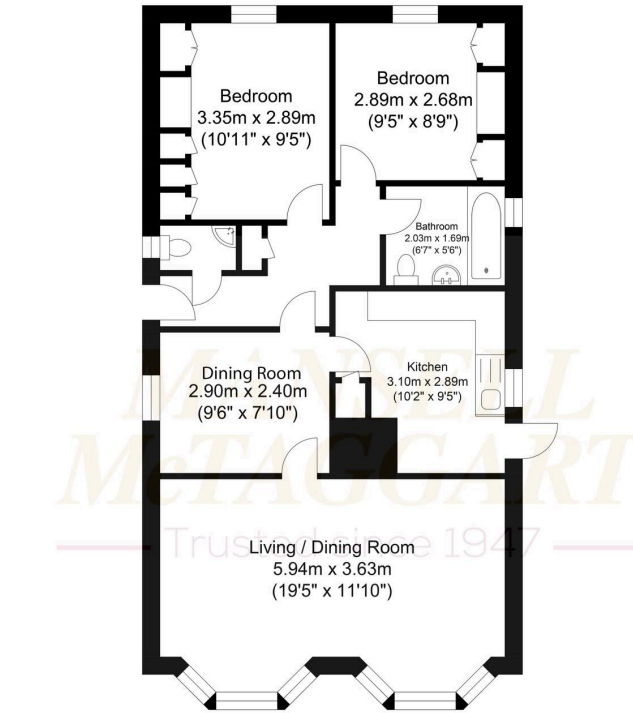 Bedroom
3.35m x 2.89m
(10'11" x 9'5")
Bedroom
2.89m x 2.68m
(9'5" x 8'9")
Bathroom
2.03m x 1.69m
(6'7" x 5'6")
Dining Room
2.90m x 2.40m
(9'6" x 7'10")
Kitchen
3.10m x 2.89m
(10'2" x 9'5")
MANSELL
McTAGGART
Trusted since 1947
Living / Dining Room
5.94m x 3.63m
(19'5" x 11'10")